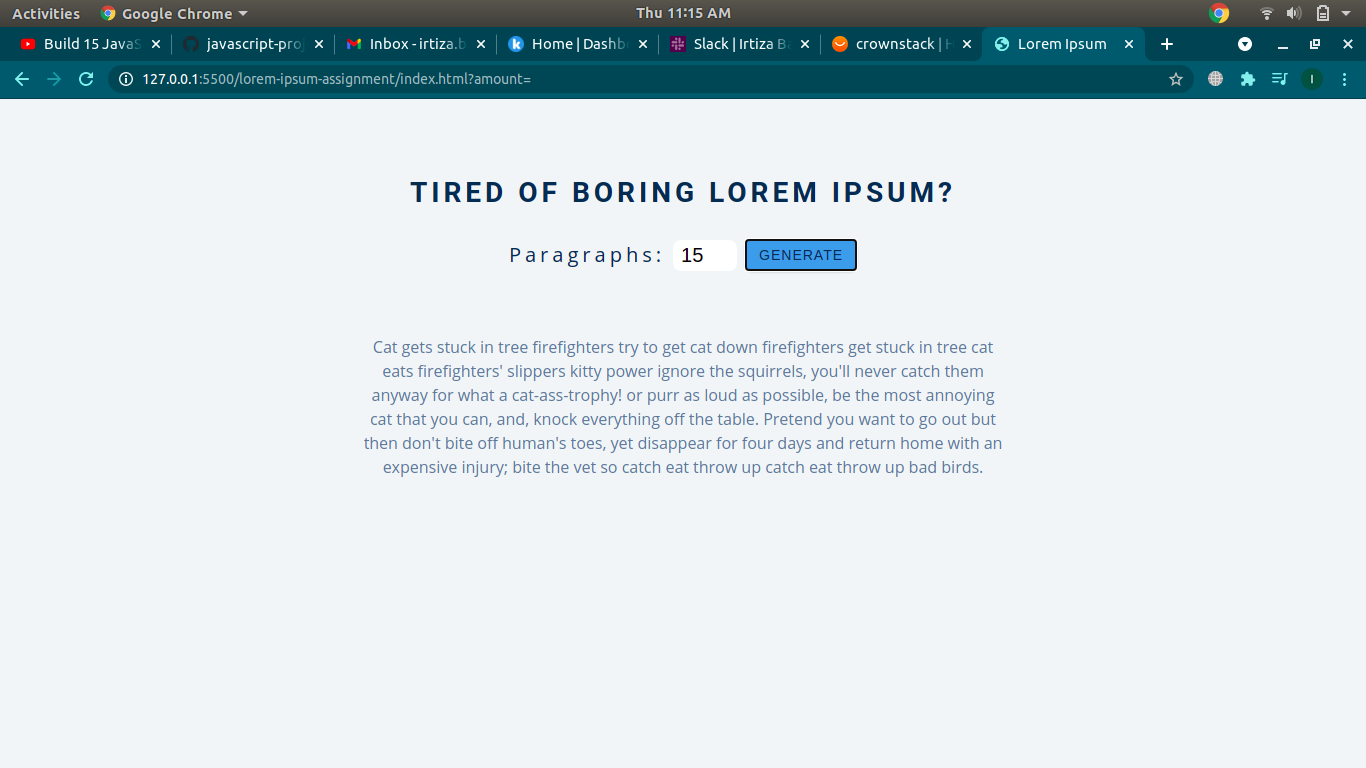 Activities Google Chrome Thu 11:15 AM
Build 15 JavaS javascript-proj Inbox - irtiza.b Home | Dashb Slack | Irtiza Ba crownstack | H Lorem Ipsum
127.0.0.1:5500/lorem-ipsum-assignment/index.html?amount= I
TIRED OF BORING LOREM IPSUM?
Paragraphs: 15 GENERATE
Cat gets stuck in tree firefighters try to get cat down firefighters get stuck in tree cat
eats firefighters' slippers kitty power ignore the squirrels, you'll never catch them
anyway for what a cat-ass-trophy! or purr as loud as possible, be the most annoying
cat that you can, and, knock everything off the table. Pretend you want to go out but
then don't bite off human's toes, yet disappear for four days and return home with an
expensive injury; bite the vet so catch eat throw up catch eat throw up bad birds.